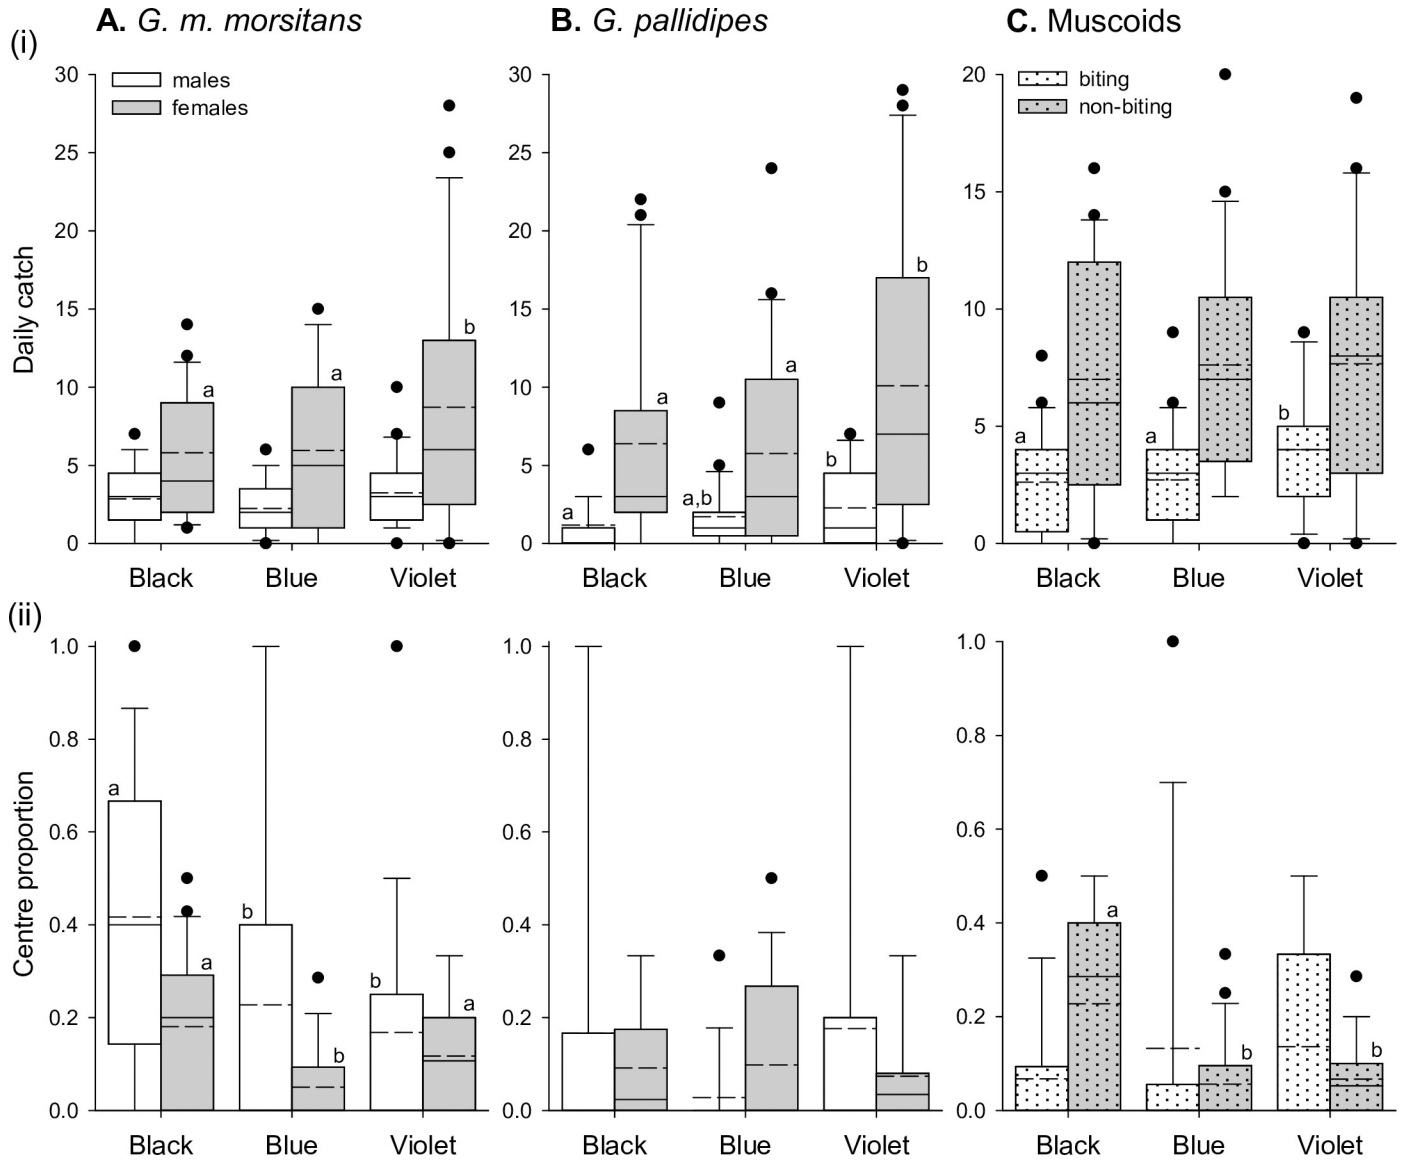 A. G. m. morsitans B. G. pallidipes C. Muscoids
(i)
Daily catch
30
25
20
15
10
5
0
males
females
a
a
b
Black Blue Violet
30
25
20
15
10
5
0
a
a
a,b
a
b
b
Black Blue Violet
20
15
10
5
0
biting
non-biting
a
a
b
Black Blue Violet
(ii)
Centre proportion
1.0
0.8
0.6
0.4
0.2
0.0
a
a
b
b
b
a
Black Blue Violet
1.0
0.8
0.6
0.4
0.2
0.0
Black Blue Violet
1.0
0.8
0.6
0.4
0.2
0.0
a
b
b
Black Blue Violet